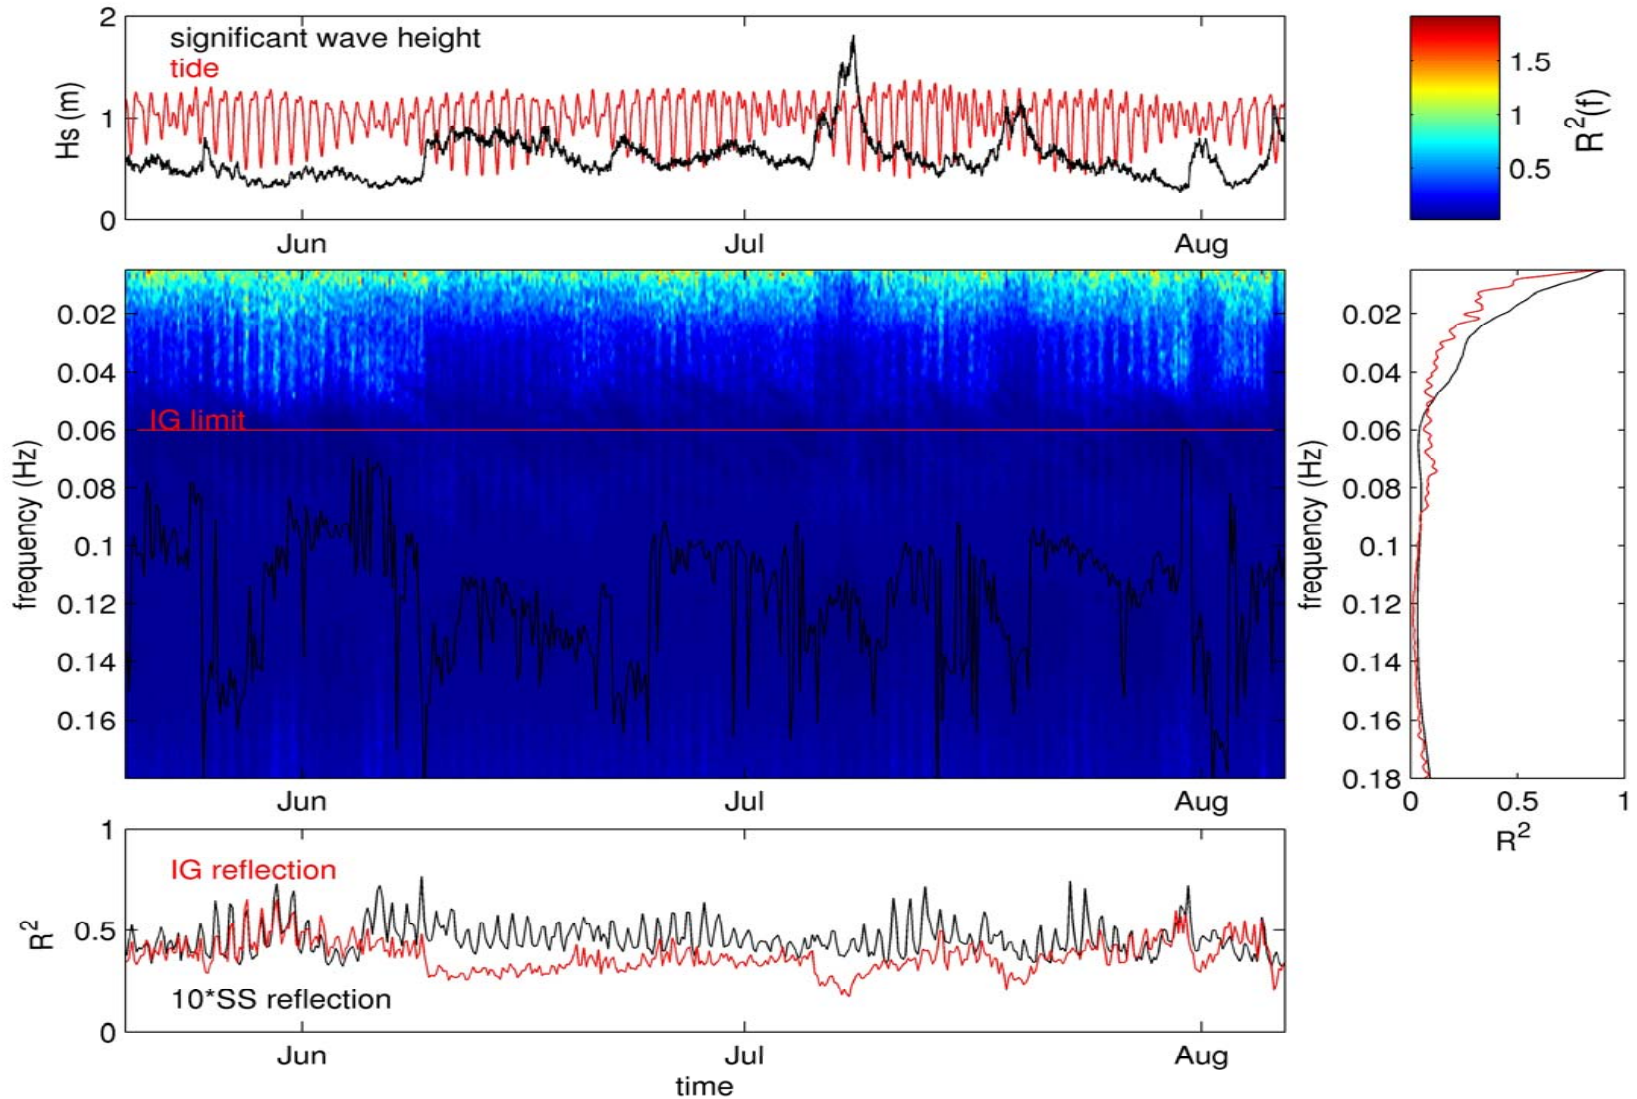 2
significant wave height
tide
1
0
Hs (m)
Jun
Jul
Aug
1.5
1
0.5
R²(f)
IG limit
0.02
0.04
0.06
0.08
0.1
0.12
0.14
0.16
frequency (Hz)
Jun
Jul
Aug
0.02
0.04
0.06
0.08
0.1
0.12
0.14
0.16
0.18
frequency (Hz)
0
0.5
1
R²
1
IG reflection
0.5
10*SS reflection
0
R²
Jun
Jul
Aug
time